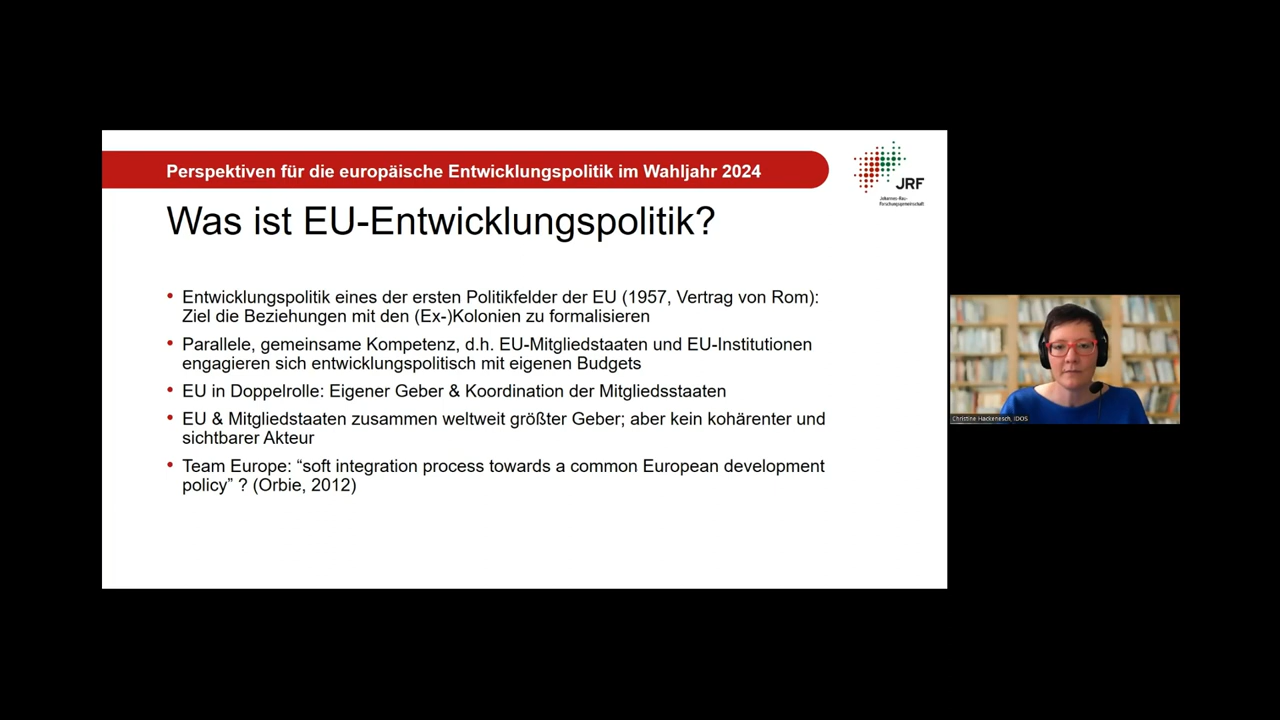 Perspektiven für die europäische Entwicklungspolitik im Wahljahr 2024
JRF
Johannes-Rau-
Forschungsgemeinschaft
Was ist EU-Entwicklungspolitik?
• Entwicklungspolitik eines der ersten Politikfelder der EU (1957, Vertrag von Rom):
Ziel die Beziehungen mit den (Ex-)Kolonien zu formalisieren
• Parallele, gemeinsame Kompetenz, d.h. EU-Mitgliedstaaten und EU-Institutionen
engagieren sich entwicklungspolitisch mit eigenen Budgets
• EU in Doppelrolle: Eigener Geber & Koordination der Mitgliedsstaaten
• EU & Mitgliedstaaten zusammen weltweit größter Geber; aber kein kohärenter und
sichtbarer Akteur
• Team Europe: “soft integration process towards a common European development
policy” ? (Orbie, 2012)
Christine Hackenesch, IDOS